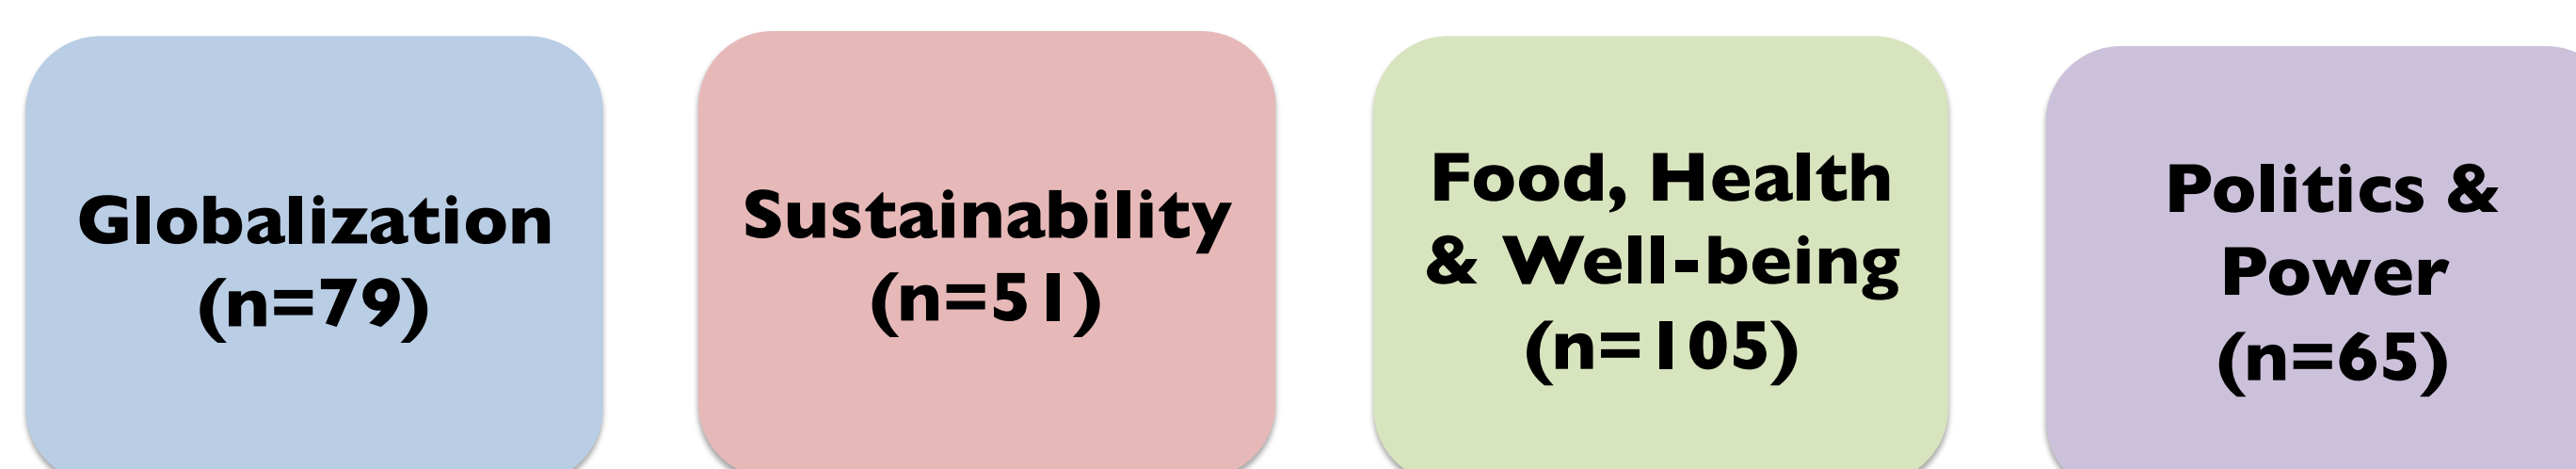 Globalization
(n=79)
Sustainability
(n=51)
Food, Health
& Well-being
(n=105)
Politics &
Power
(n=65)